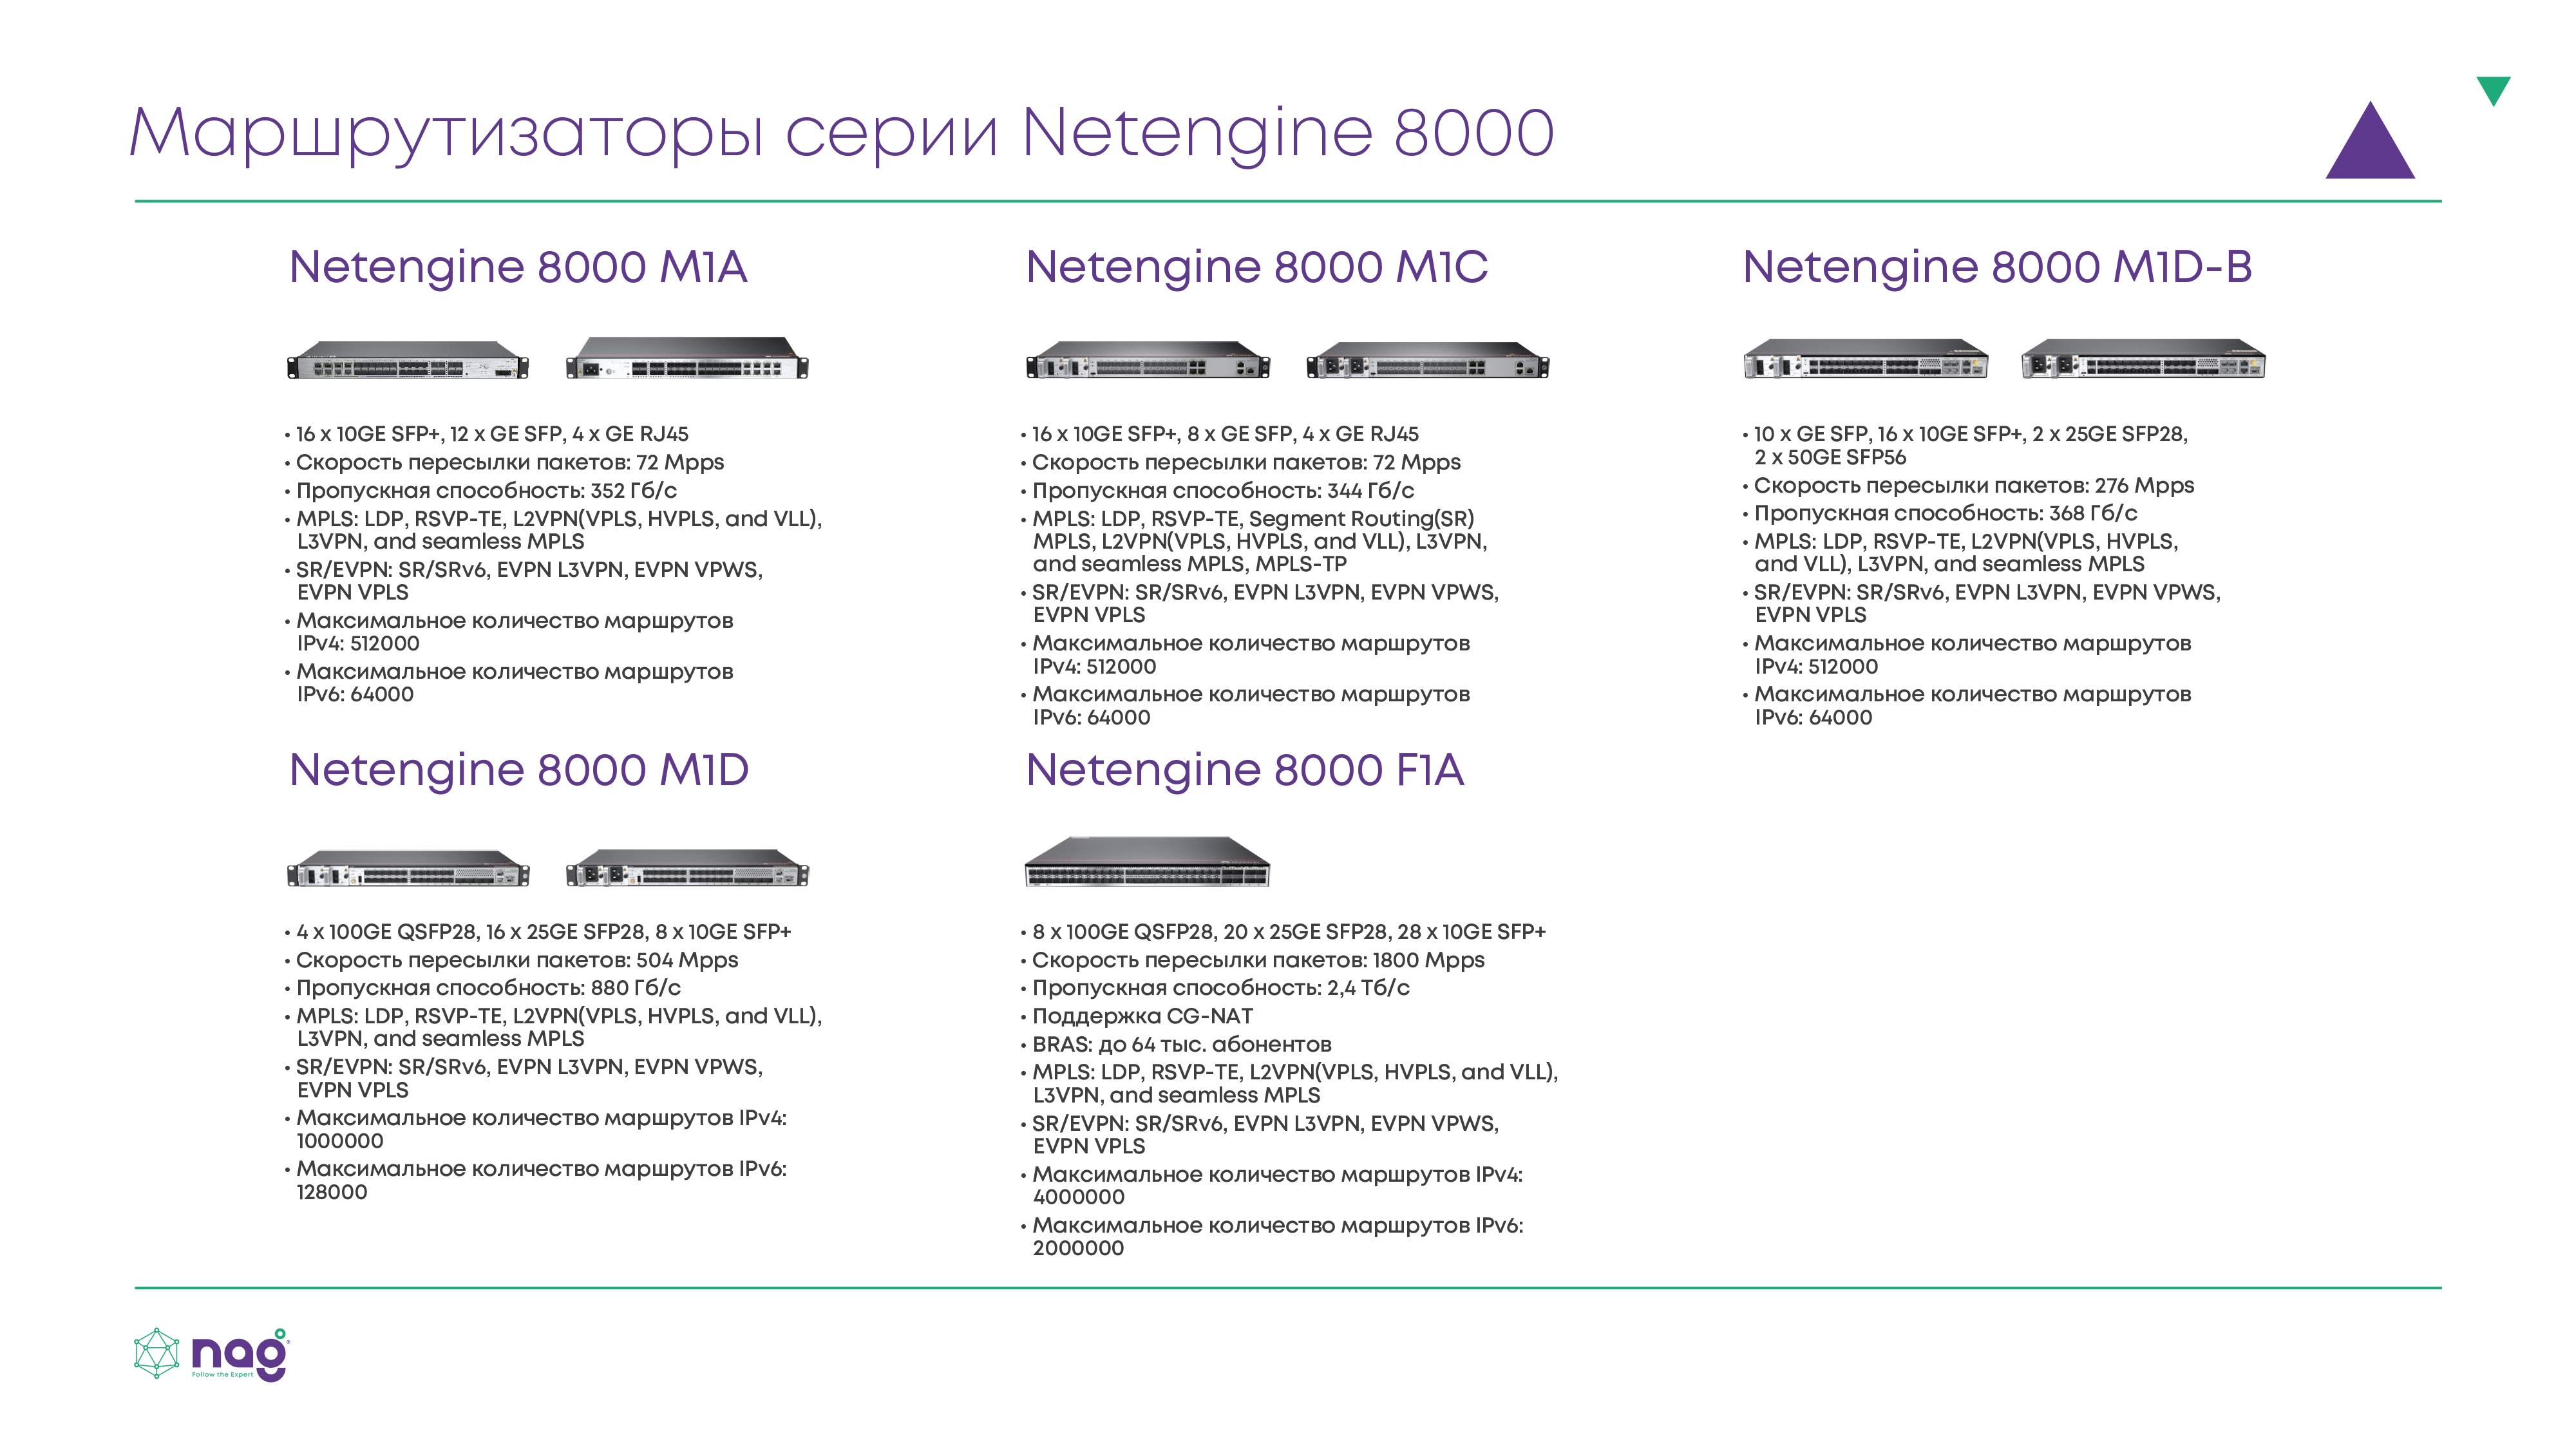 Маршрутизаторы серии Netengine 8000
Netengine 8000 M1A
• 16 x 10GE SFP+, 12 x GE SFP, 4 x GE RJ45
• Скорость пересылки пакетов: 72 Mpps
• Пропускная способность: 352 Гб/с
• MPLS: LDP, RSVP-TE, L2VPN(VPLS, HVPLS, and VLL),
L3VPN, and seamless MPLS
• SR/EVPN: SR/SRv6, EVPN L3VPN, EVPN VPWS,
EVPN VPLS
• Максимальное количество маршрутов
IPv4: 512000
• Максимальное количество маршрутов
IPv6: 64000
Netengine 8000 M1C
• 16 x 10GE SFP+, 8 x GE SFP, 4 x GE RJ45
• Скорость пересылки пакетов: 72 Mpps
• Пропускная способность: 344 Гб/с
• MPLS: LDP, RSVP-TE, Segment Routing(SR)
MPLS, L2VPN(VPLS, HVPLS, and VLL), L3VPN,
and seamless MPLS, MPLS-TP
• SR/EVPN: SR/SRv6, EVPN L3VPN, EVPN VPWS,
EVPN VPLS
• Максимальное количество маршрутов
IPv4: 512000
• Максимальное количество маршрутов
IPv6: 64000
Netengine 8000 M1D-B
• 10 x GE SFP, 16 x 10GE SFP+, 2 x 25GE SFP28,
2 x 50GE SFP56
• Скорость пересылки пакетов: 276 Mpps
• Пропускная способность: 368 Гб/с
• MPLS: LDP, RSVP-TE, L2VPN(VPLS, HVPLS,
and VLL), L3VPN, and seamless MPLS
• SR/EVPN: SR/SRv6, EVPN L3VPN, EVPN VPWS,
EVPN VPLS
• Максимальное количество маршрутов
IPv4: 512000
• Максимальное количество маршрутов
IPv6: 64000
Netengine 8000 M1D
• 4 x 100GE QSFP28, 16 x 25GE SFP28, 8 x 10GE SFP+
• Скорость пересылки пакетов: 504 Mpps
• Пропускная способность: 880 Гб/с
• MPLS: LDP, RSVP-TE, L2VPN(VPLS, HVPLS, and VLL),
L3VPN, and seamless MPLS
• SR/EVPN: SR/SRv6, EVPN L3VPN, EVPN VPWS,
EVPN VPLS
• Максимальное количество маршрутов IPv4:
1000000
• Максимальное количество маршрутов IPv6:
128000
Netengine 8000 F1A
• 8 x 100GE QSFP28, 20 x 25GE SFP28, 28 x 10GE SFP+
• Скорость пересылки пакетов: 1800 Mpps
• Пропускная способность: 2,4 Тб/с
• Поддержка CG-NAT
• BRAS: до 64 тыс. абонентов
• MPLS: LDP, RSVP-TE, L2VPN(VPLS, HVPLS, and VLL),
L3VPN, and seamless MPLS
• SR/EVPN: SR/SRv6, EVPN L3VPN, EVPN VPWS,
EVPN VPLS
• Максимальное количество маршрутов IPv4:
4000000
• Максимальное количество маршрутов IPv6:
2000000
nag
Follow the Expert